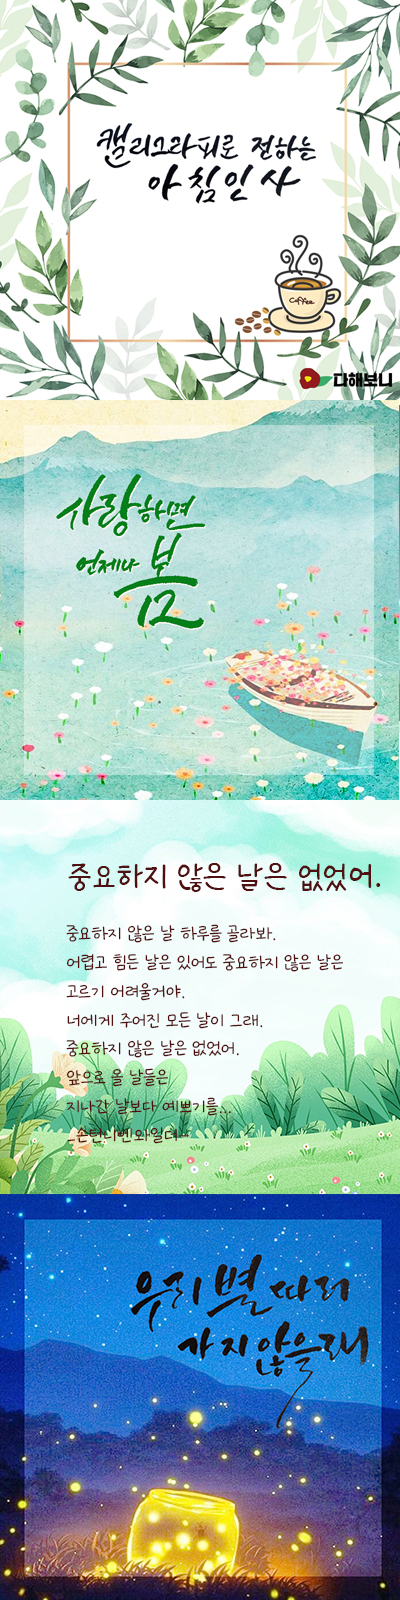 캘리그라피로 전하는
아침인사
Coffee
다해보니
사랑하면
언제나
봄
중요하지 않은 날은 없었어.
중요하지 않은 날 하루를 골라봐.
어렵고 힘든 날은 있어도 중요하지 않은 날은
고르기 어려울거야.
너에게 주어진 모든 날이 그래.
중요하지 않은 날은 없었어.
앞으로 올 날들은
지나간 날보다 예쁘기를...
_손턴니벤와일더_
우리 별 따러
가지 않을래